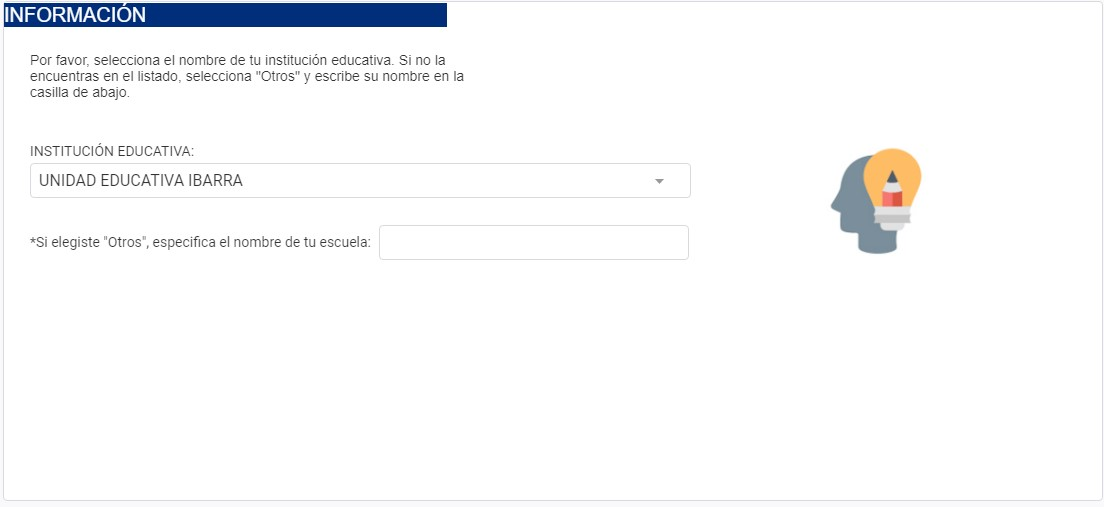 INFORMACIÓN
Por favor, selecciona el nombre de tu institución educativa. Si no la
encuentras en el listado, selecciona "Otros" y escribe su nombre en la
casilla de abajo.
INSTITUCIÓN EDUCATIVA:
UNIDAD EDUCATIVA IBARRA
*Si elegiste "Otros", especifica el nombre de tu escuela: